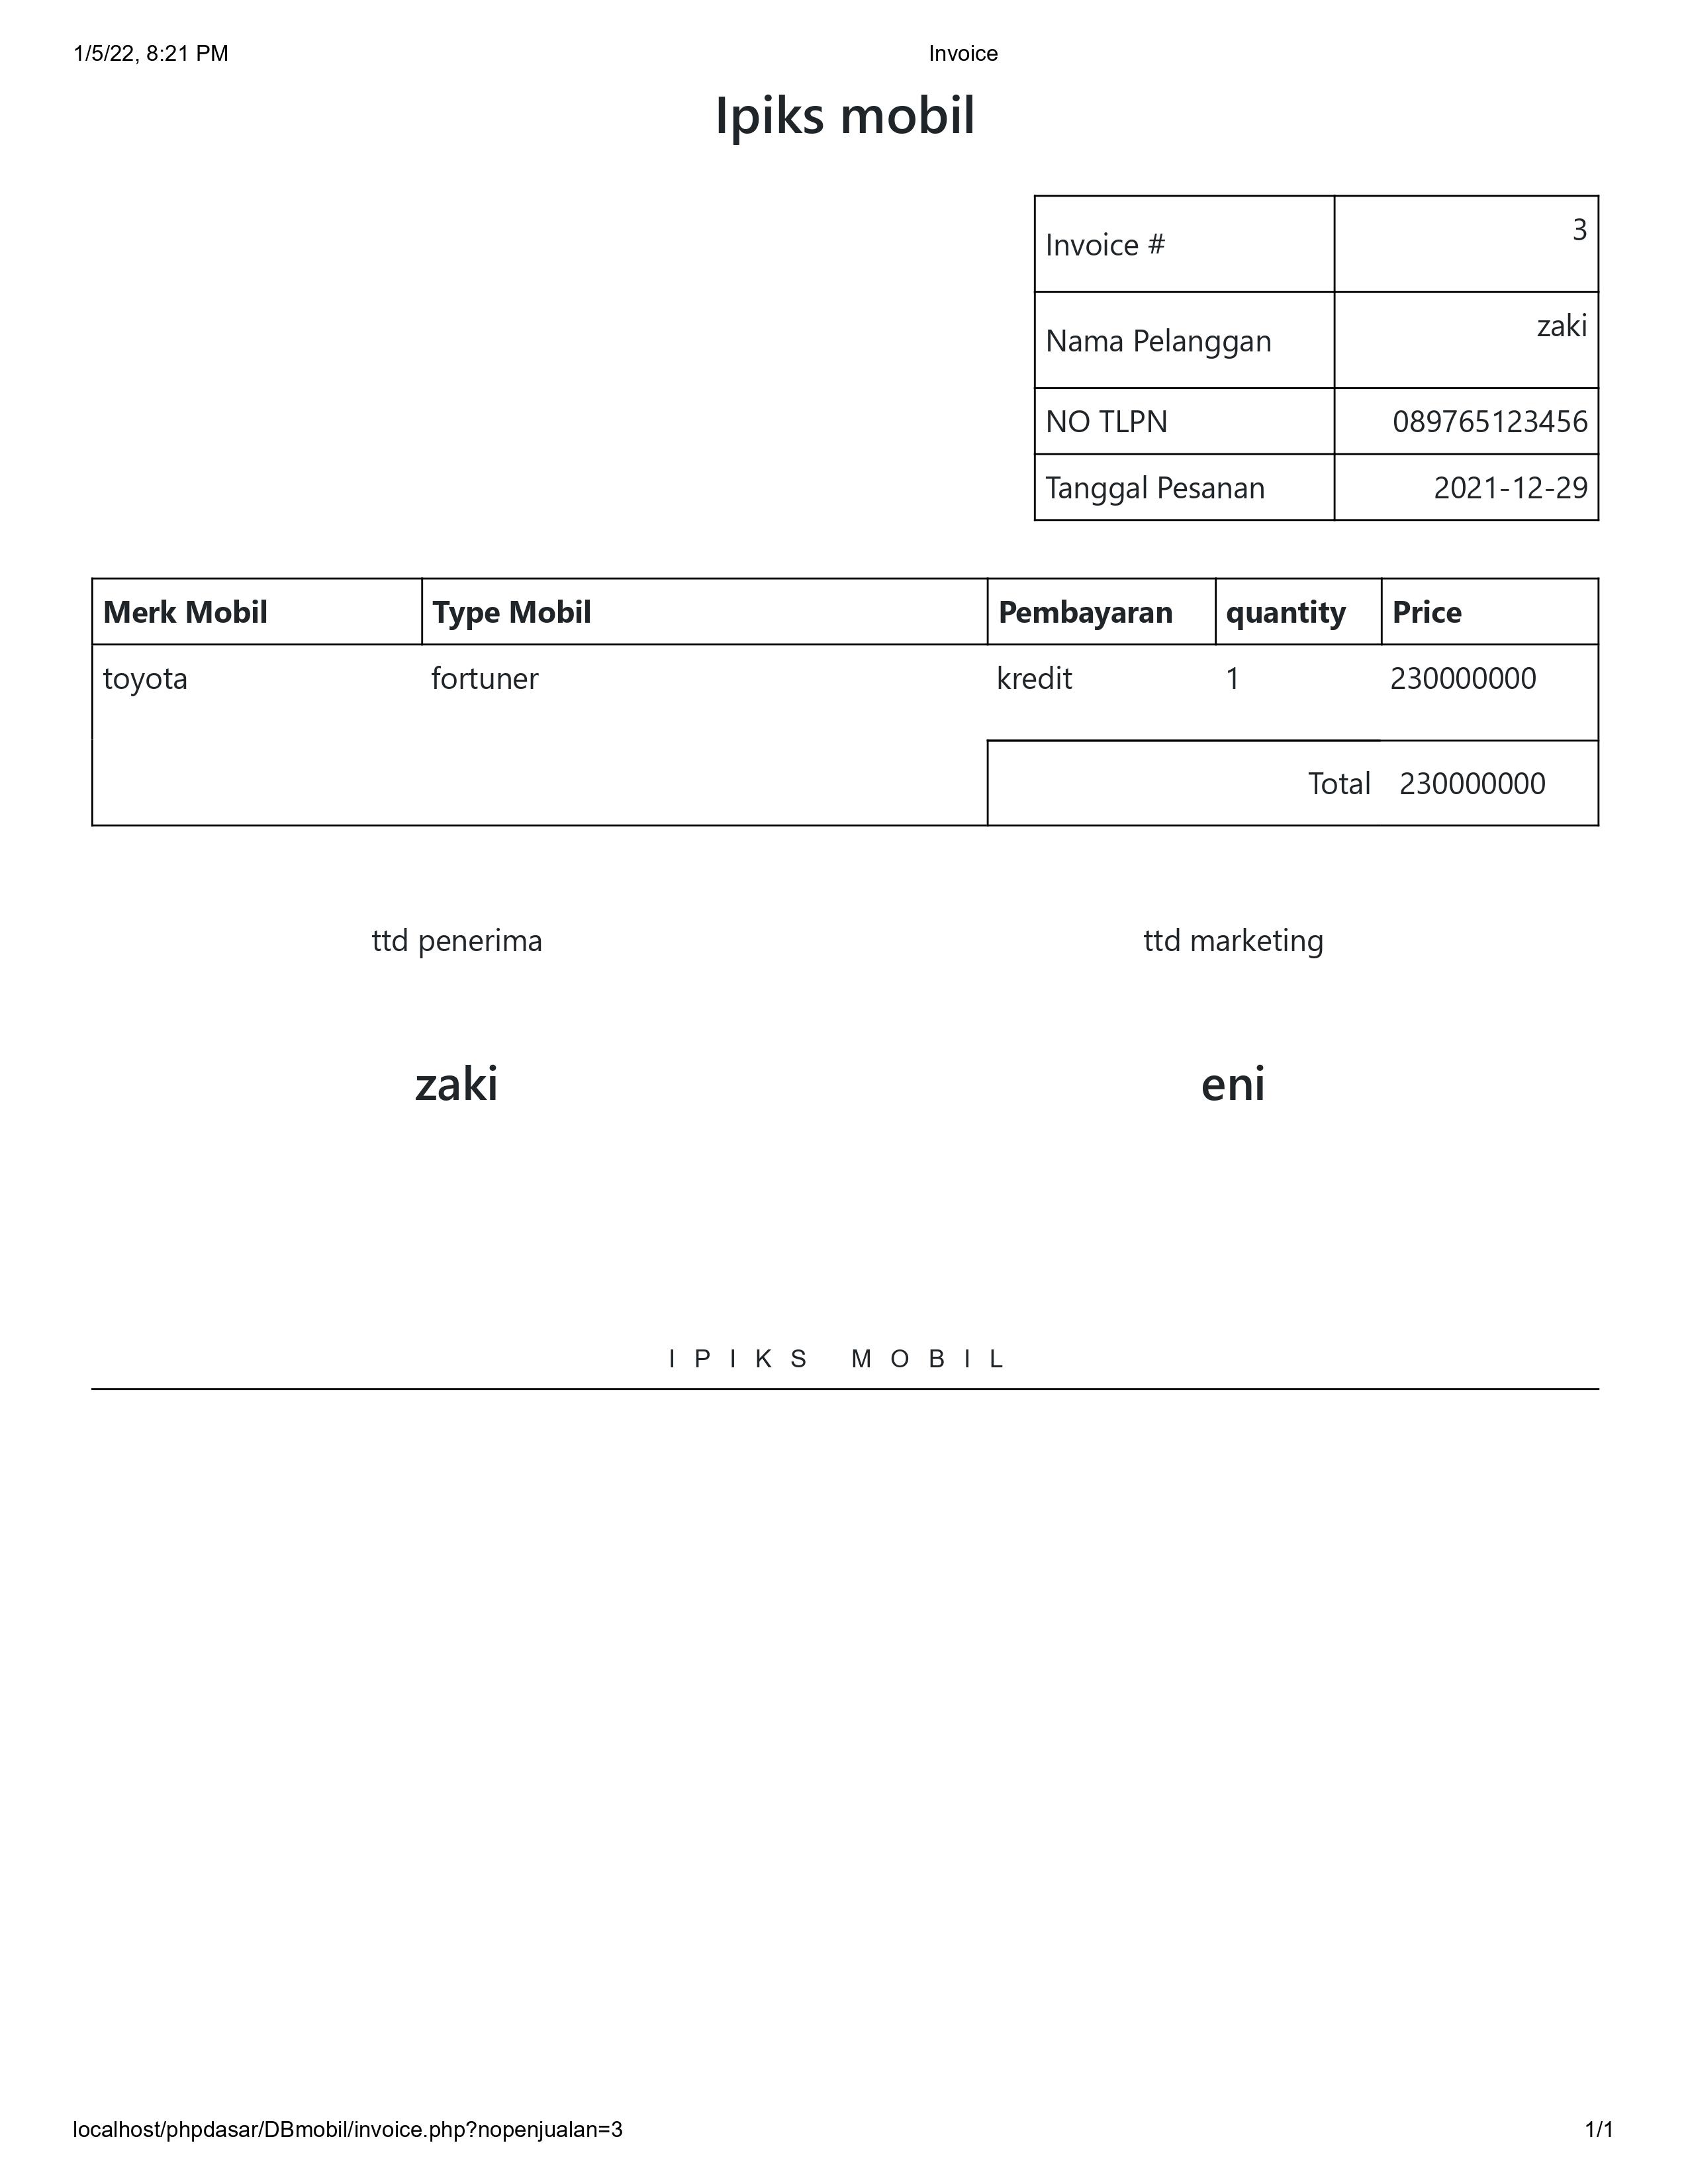 1/5/22, 8:21 PM Invoice
Ipiks mobil
Invoice # 3
Nama Pelanggan zaki
NO TLPN 089765123456
Tanggal Pesanan 2021-12-29
Merk Mobil Type Mobil Pembayaran quantity Price
toyota fortuner kredit 1 230000000
Total 230000000
ttd penerima ttd marketing
zaki eni
IPIKS MOBIL
localhost/phpdasar/DBmobil/invoice.php?nopenjualan=3 1/1